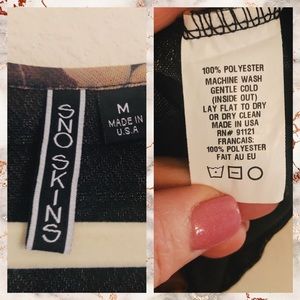 SNO SKINS
M
MADE IN
U.S.A
100% POLYESTER
MACHINE WASH
GENTLE COLD
(INSIDE OUT)
LAY FLAT TO DRY
OR DRY CLEAN
MADE IN USA
RN# 91121
FRANCAIS:
100% POLYESTER
FAIT AU EU